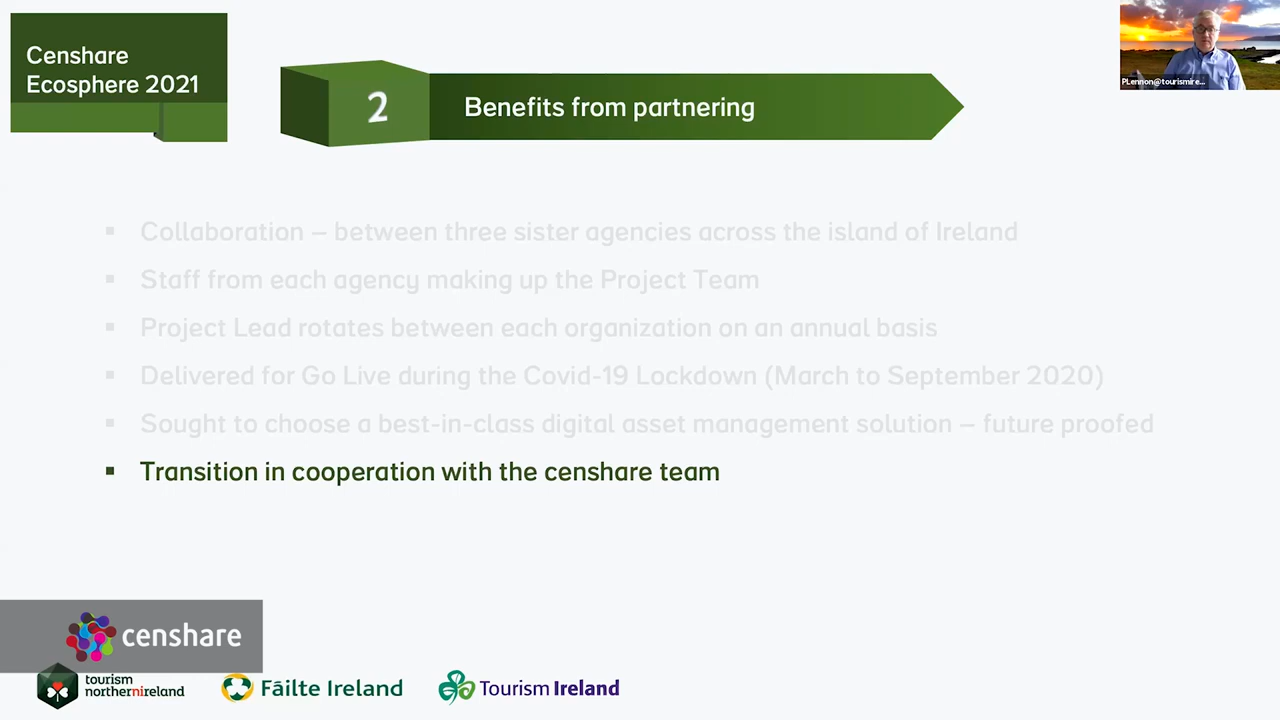 Censhare
Ecosphere 2021
2
Benefits from partnering
PLennon@tourismire...
▪ Collaboration – between three sister agencies across the island of Ireland
▪ Staff from each agency making up the Project Team
▪ Project Lead rotates between each organization on an annual basis
▪ Delivered for Go Live during the Covid-19 Lockdown (March to September 2020)
▪ Sought to choose a best-in-class digital asset management solution – future proofed
▪ Transition in cooperation with the censhare team
censhare
tourism
northernireland
Fáilte Ireland
Tourism Ireland